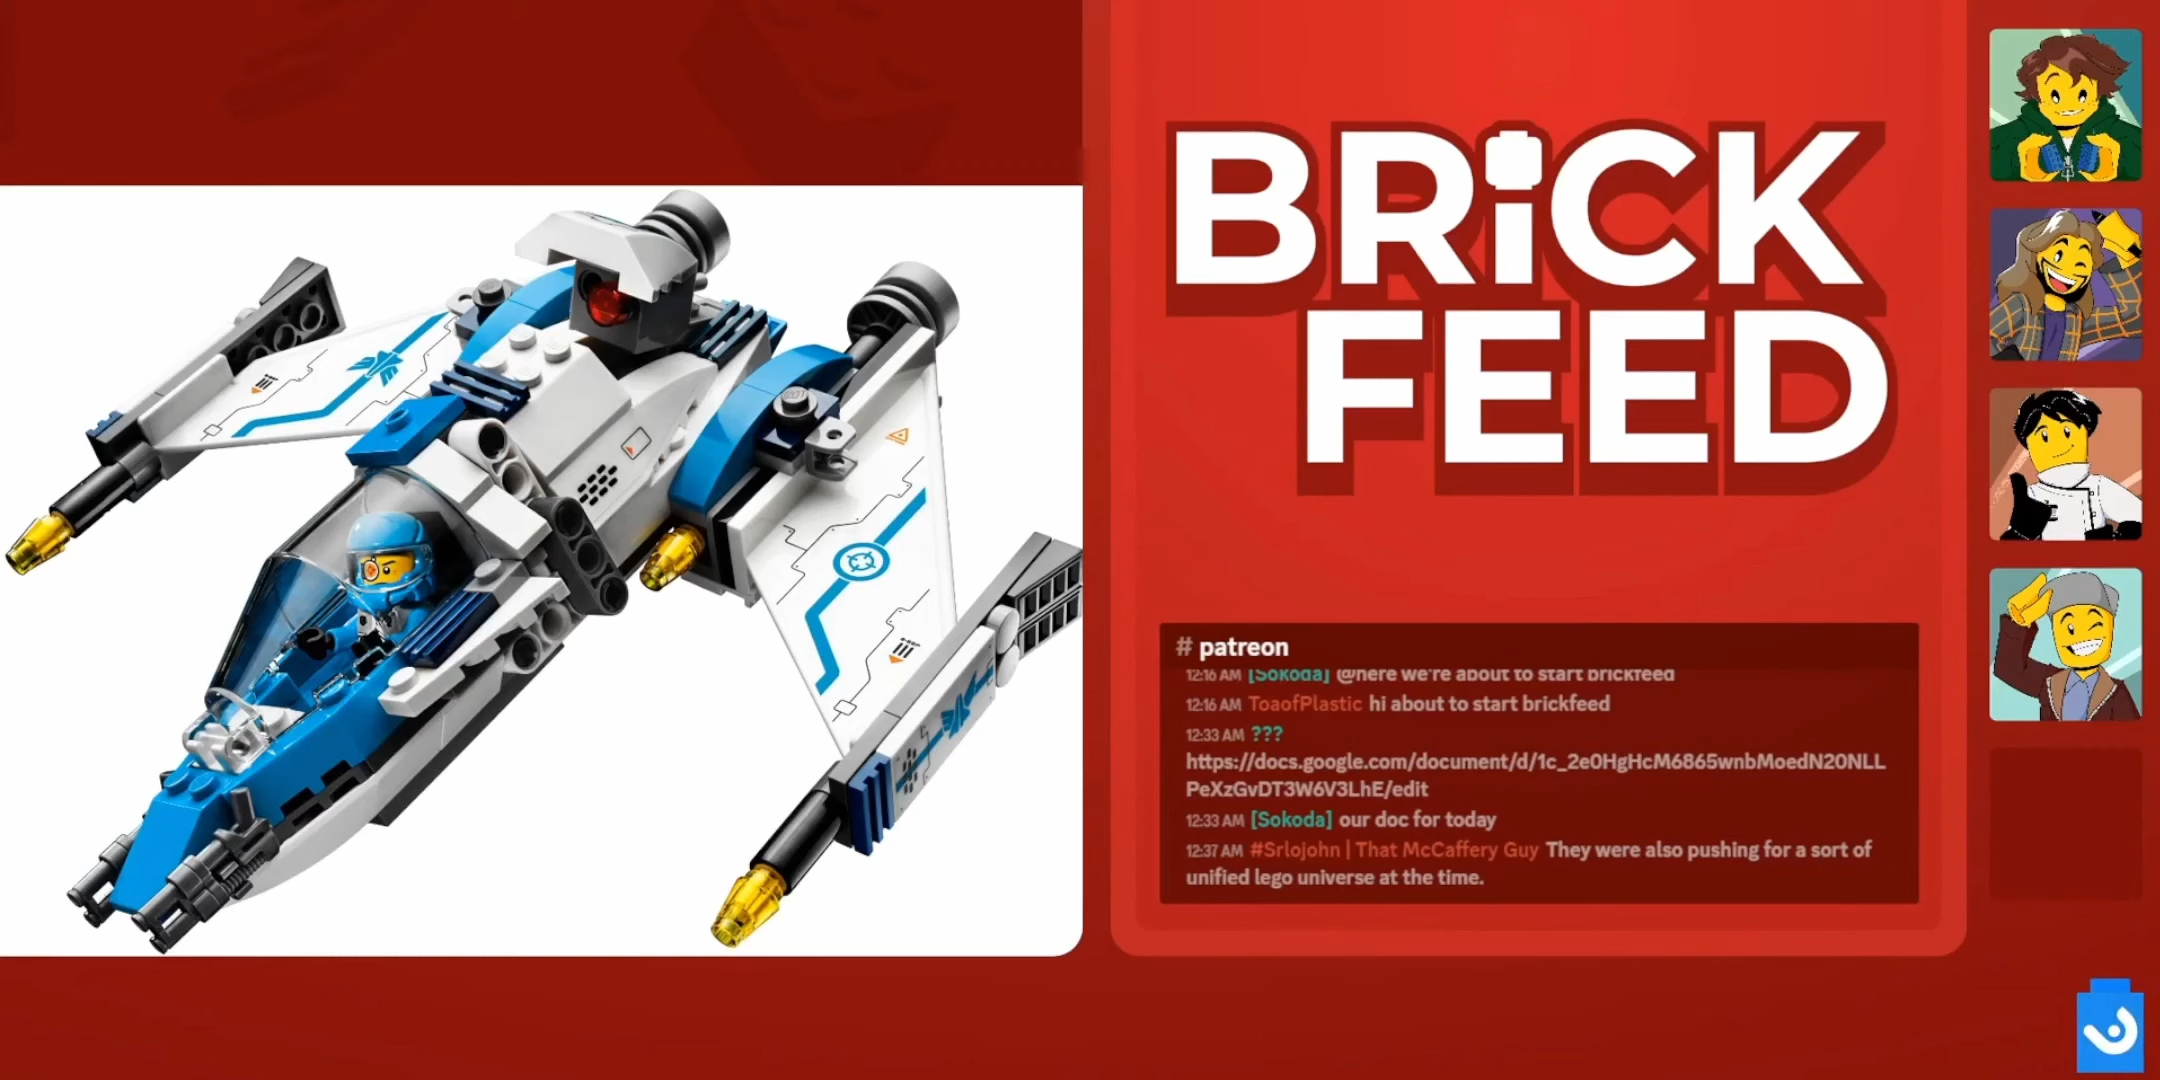 BRiCK
FEED
# patreon
12:16 AM [Sokoda] @here we're about to start brickfeed
12:16 AM ToaofPlastic hi about to start brickfeed
12:33 AM ???
https://docs.google.com/document/d/1c_2e0HgHcM6865wnbMoedN20NLL
PeXzGvDT3W6V3LhE/edit
12:33 AM [Sokoda] our doc for today
12:37 AM #Srlojohn | That McCaffery Guy They were also pushing for a sort of
unified lego universe at the time.